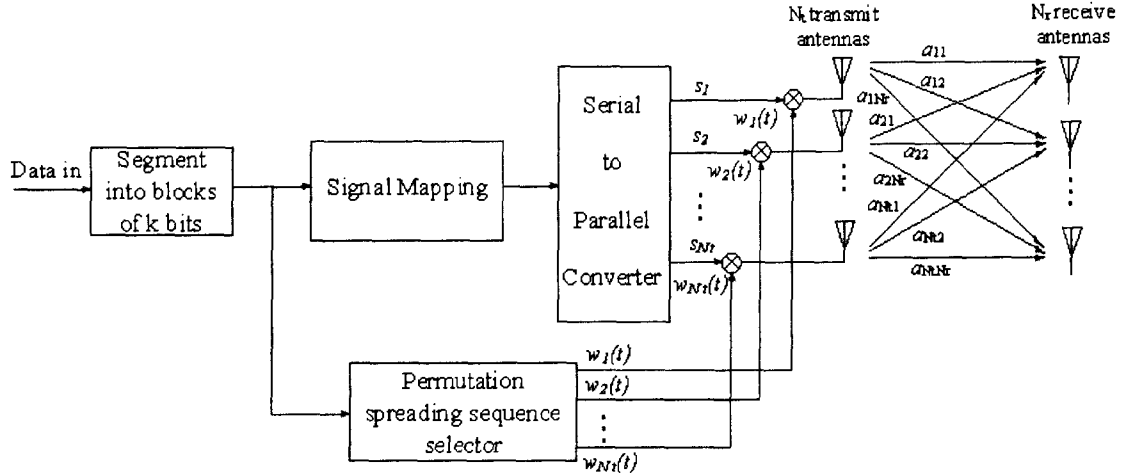 Nt transmit
antennas
Nr receive
antennas
Data in
Segment
into blocks
of k bits
Signal Mapping
Serial
to
Parallel
Converter
s1
w1(t)
s2
w2(t)
sNt
wNt(t)
a11
a12
a1Nr
a21
a22
a2Nr
aNt1
aNt2
aNtNr
Permutation
spreading sequence
selector
w1(t)
w2(t)
wNt(t)